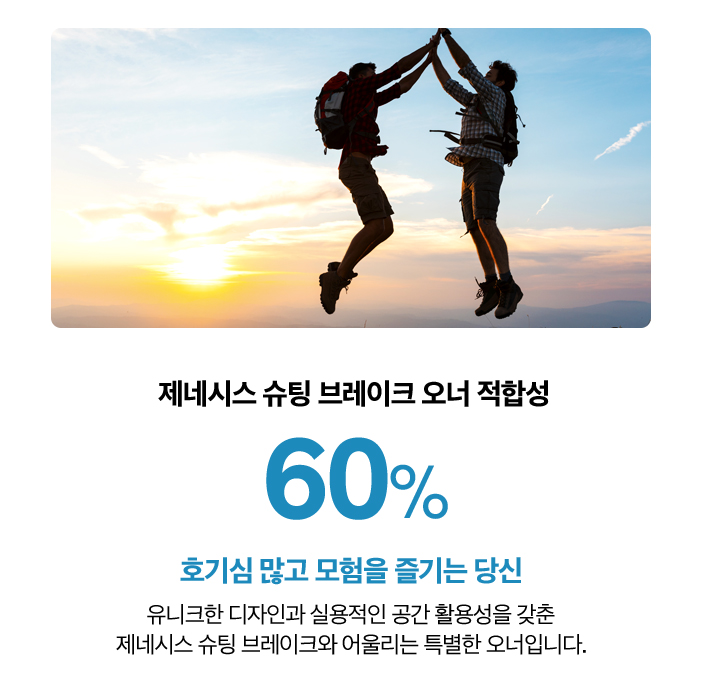 제네시스 슈팅 브레이크 오너 적합성
60%
호기심 많고 모험을 즐기는 당신
유니크한 디자인과 실용적인 공간 활용성을 갖춘
제네시스 슈팅 브레이크와 어울리는 특별한 오너입니다.